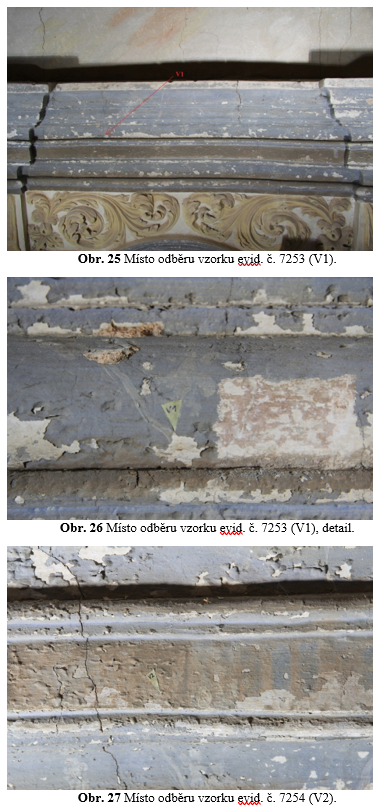 V1
Obr. 25 Místo odběru vzorku evid. č. 7253 (V1).
Obr. 26 Místo odběru vzorku evid. č. 7253 (V1), detail.
Obr. 27 Místo odběru vzorku evid. č. 7254 (V2).